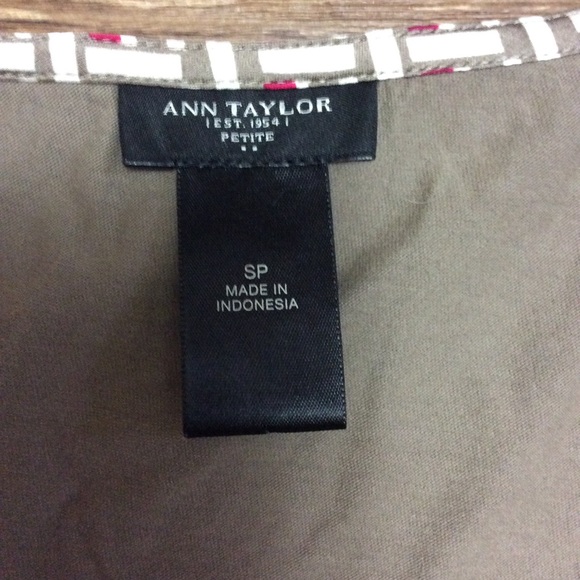 ANN TAYLOR
EST. 1954
PETITE
SP
MADE IN
INDONESIA